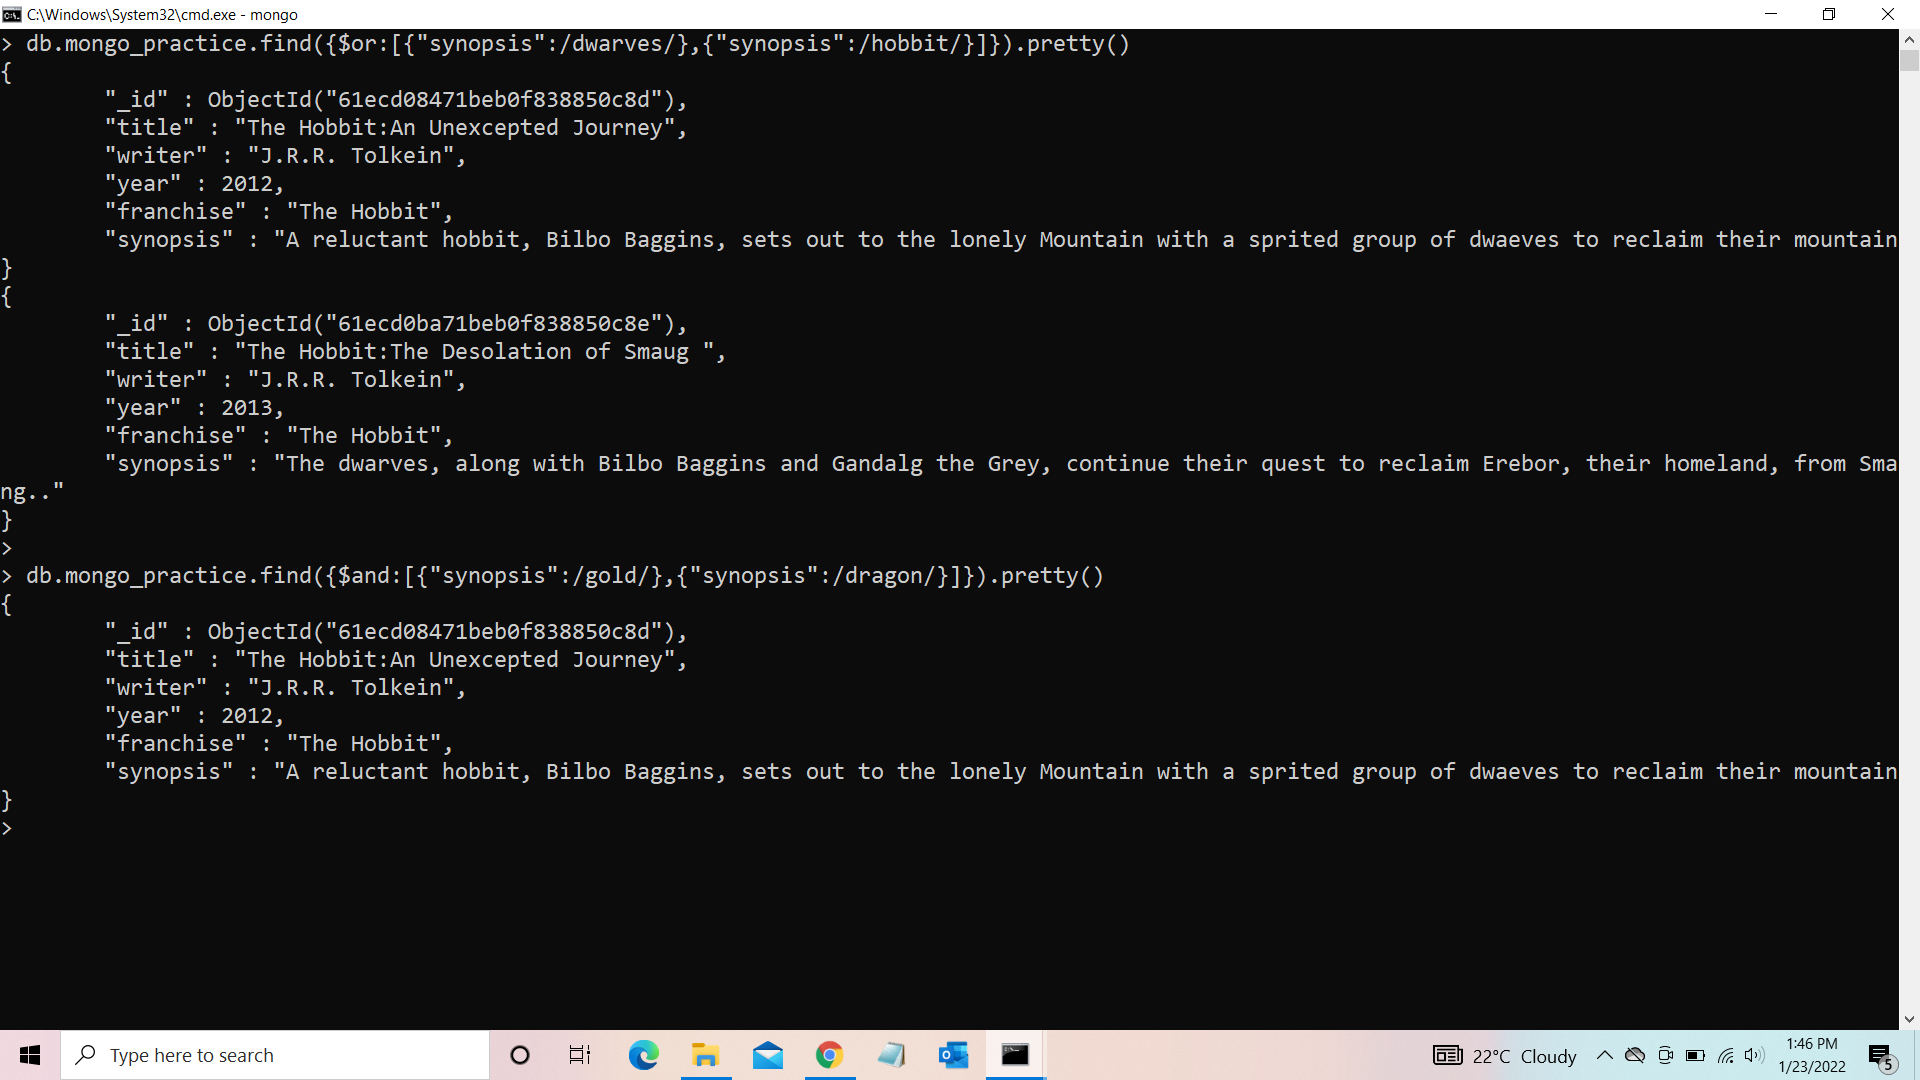 C:\Windows\System32\cmd.exe - mongo
> db.mongo_practice.find({$or:[{"synopsis":/dwarves/},{"synopsis":/hobbit/}]}).pretty()
{
"_id" : ObjectId("61ecd08471beb0f838850c8d"),
"title" : "The Hobbit:An Unexcepted Journey",
"writer" : "J.R.R. Tolkein",
"year" : 2012,
"franchise" : "The Hobbit",
"synopsis" : "A reluctant hobbit, Bilbo Baggins, sets out to the lonely Mountain with a sprited group of dwaeves to reclaim their mountain
}
{
"_id" : ObjectId("61ecd0ba71beb0f838850c8e"),
"title" : "The Hobbit:The Desolation of Smaug ",
"writer" : "J.R.R. Tolkein",
"year" : 2013,
"franchise" : "The Hobbit",
"synopsis" : "The dwarves, along with Bilbo Baggins and Gandalg the Grey, continue their quest to reclaim Erebor, their homeland, from Sma
ng.."
}
>
> db.mongo_practice.find({$and:[{"synopsis":/gold/},{"synopsis":/dragon/}]}).pretty()
{
"_id" : ObjectId("61ecd08471beb0f838850c8d"),
"title" : "The Hobbit:An Unexcepted Journey",
"writer" : "J.R.R. Tolkein",
"year" : 2012,
"franchise" : "The Hobbit",
"synopsis" : "A reluctant hobbit, Bilbo Baggins, sets out to the lonely Mountain with a sprited group of dwaeves to reclaim their mountain
}
>
Type here to search
22°C Cloudy
1:46 PM
1/23/2022
5